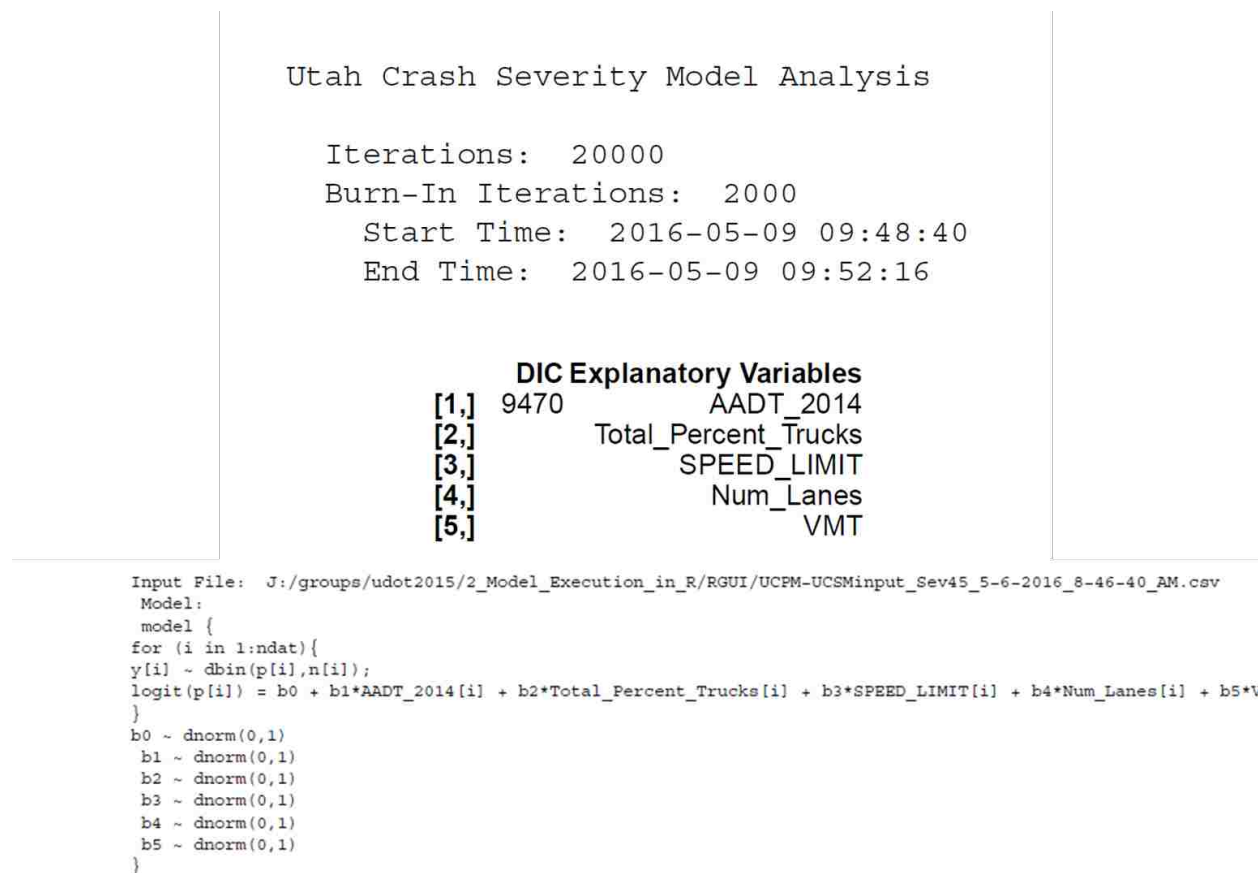 Utah Crash Severity Model Analysis
Iterations: 20000
Burn-In Iterations: 2000
Start Time: 2016-05-09 09:48:40
End Time: 2016-05-09 09:52:16
DIC Explanatory Variables
[1,] 9470 AADT_2014
[2,] Total_Percent_Trucks
[3,] SPEED_LIMIT
[4,] Num_Lanes
[5,] VMT
Input File: J:/groups/udot2015/2_Model_Execution_in_R/RGUI/UCPM-UCSMinput_Sev45_5-6-2016_8-46-40_AM.csv
Model:
model {
for (i in 1:ndat){
y[i] ~ dbin(p[i],n[i]);
logit(p[i]) = b0 + b1*AADT_2014[i] + b2*Total_Percent_Trucks[i] + b3*SPEED_LIMIT[i] + b4*Num_Lanes[i] + b5*V
}
b0 ~ dnorm(0,1)
b1 ~ dnorm(0,1)
b2 ~ dnorm(0,1)
b3 ~ dnorm(0,1)
b4 ~ dnorm(0,1)
b5 ~ dnorm(0,1)
}